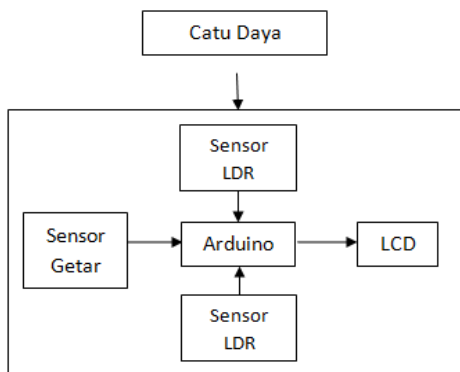 Catu Daya
Sensor
LDR
Sensor
Getar
Arduino
LCD
Sensor
LDR